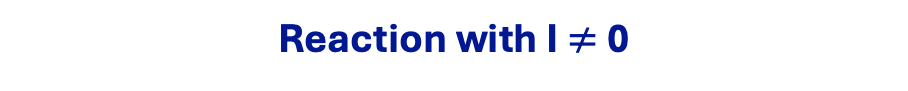 Reaction with l ≠ 0